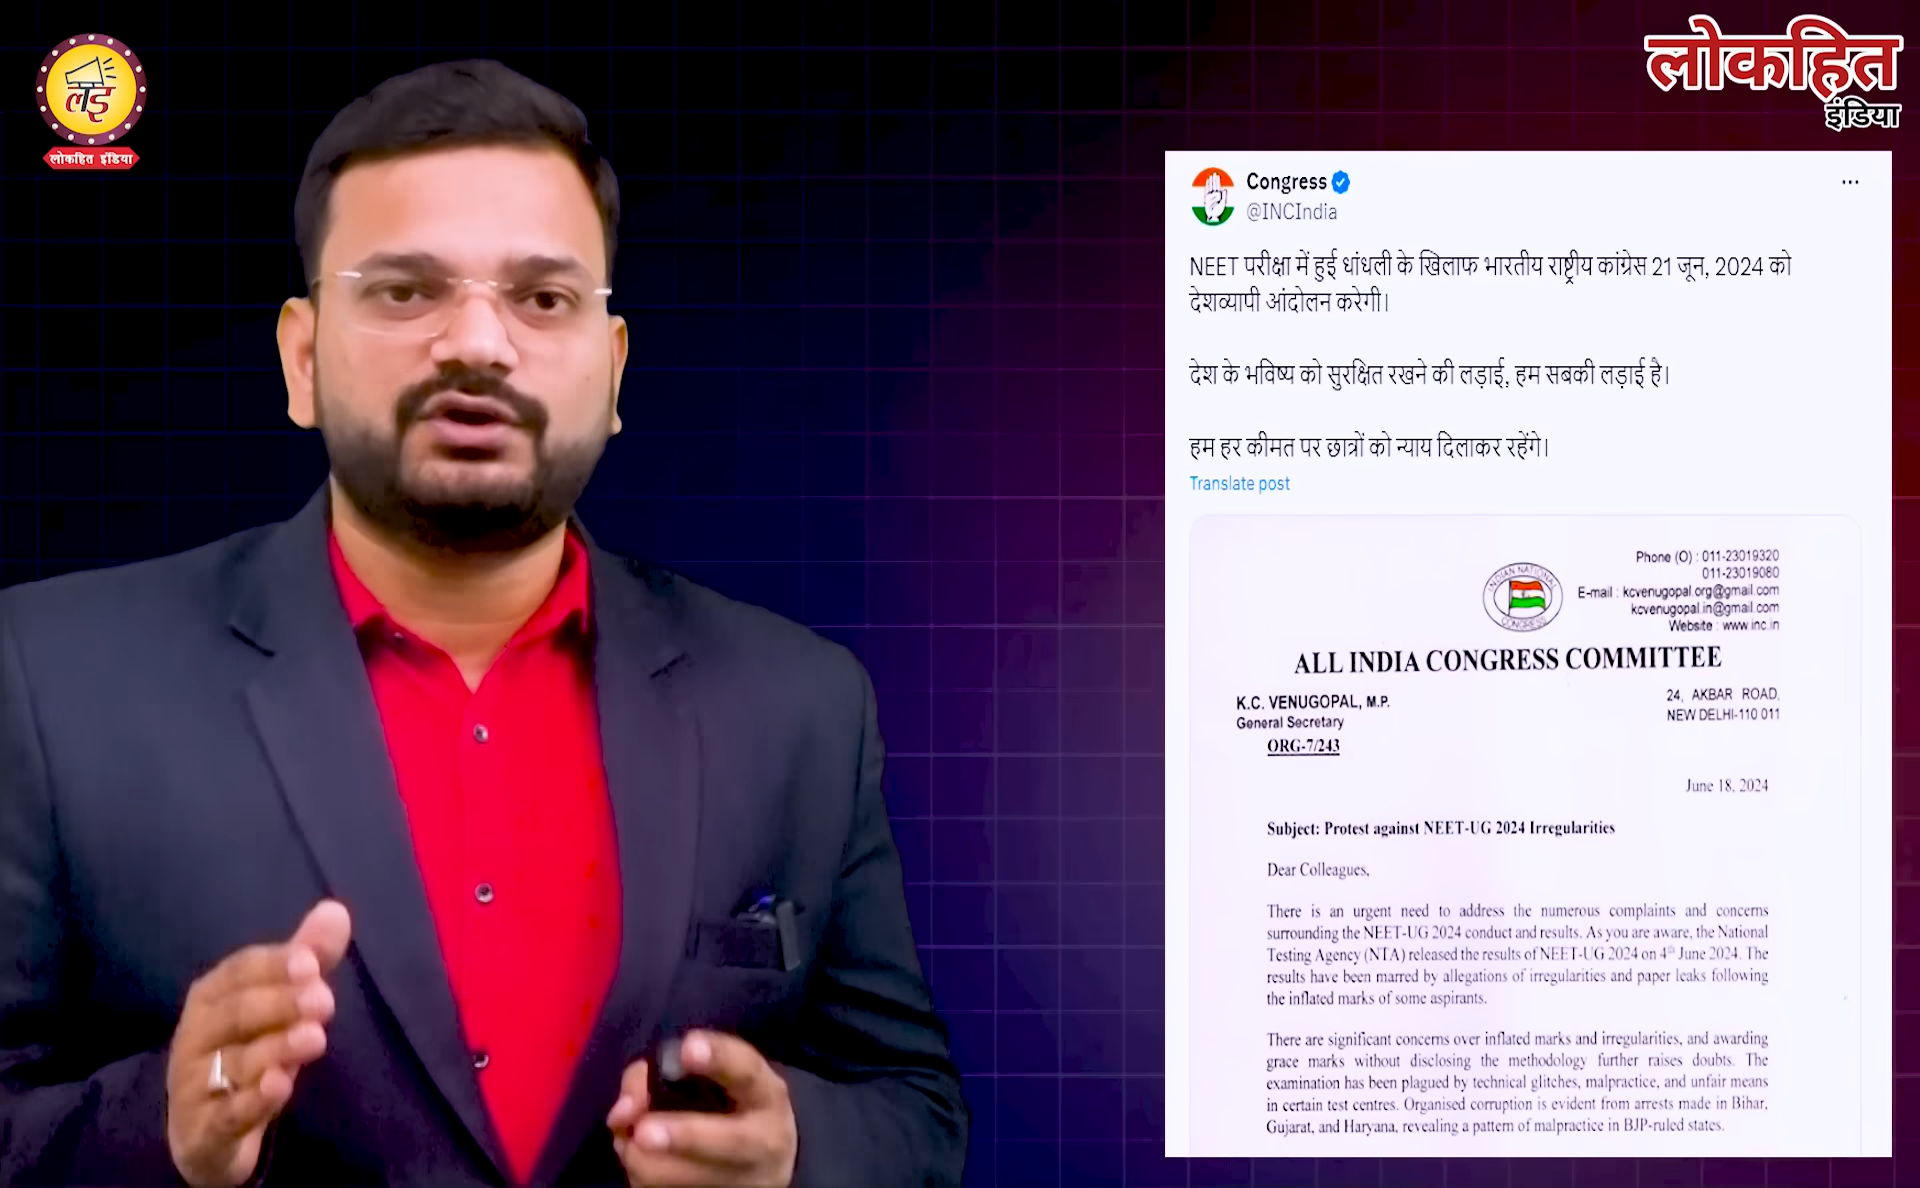 लइ
लोकहित इंडिया
लोकहित
इंडिया
Congress
@INCIndia
NEET परीक्षा में हुई धांधली के खिलाफ भारतीय राष्ट्रीय कांग्रेस 21 जून, 2024 को
देशव्यापी आंदोलन करेगी।
देश के भविष्य को सुरक्षित रखने की लड़ाई, हम सबकी लड़ाई है।
हम हर कीमत पर छात्रों को न्याय दिलाकर रहेंगे।
Translate post
INDIAN NATIONAL
CONGRESS
Phone (O) : 011-23019320
011-23019080
E-mail : kcvenugopal.org@gmail.com
kcvenugopal.in@gmail.com
Website : www.inc.in
ALL INDIA CONGRESS COMMITTEE
K.C. VENUGOPAL, M.P.
General Secretary
ORG-7/243
24, AKBAR ROAD,
NEW DELHI-110 011
June 18, 2024
Subject: Protest against NEET-UG 2024 Irregularities
Dear Colleagues,
There is an urgent need to address the numerous complaints and concerns
surrounding the NEET-UG 2024 conduct and results. As you are aware, the National
Testing Agency (NTA) released the results of NEET-UG 2024 on 4th June 2024. The
results have been marred by allegations of irregularities and paper leaks following
the inflated marks of some aspirants.
There are significant concerns over inflated marks and irregularities, and awarding
grace marks without disclosing the methodology further raises doubts. The
examination has been plagued by technical glitches, malpractice, and unfair means
in certain test centres. Organised corruption is evident from arrests made in Bihar,
Gujarat, and Haryana, revealing a pattern of malpractice in BJP-ruled states.